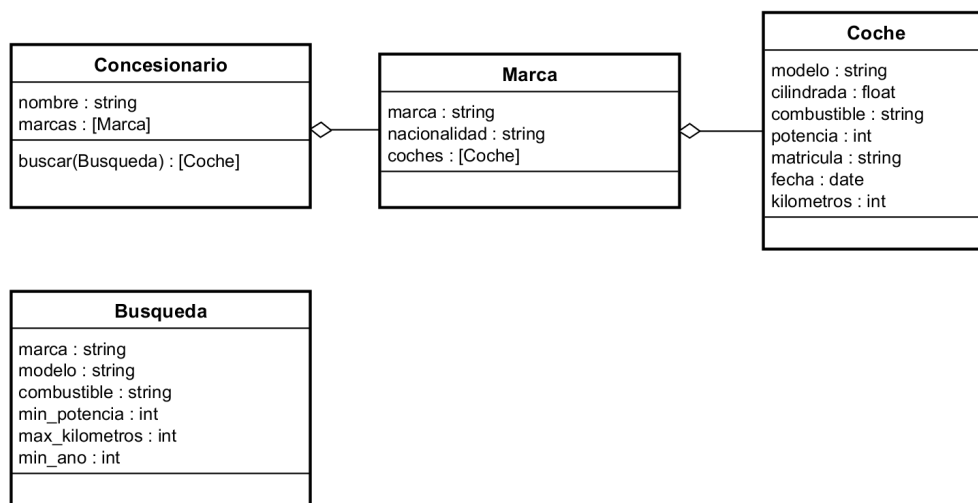 Concesionario
nombre : string
marcas : [Marca]
buscar(Busqueda) : [Coche]
Marca
marca : string
nacionalidad : string
coches : [Coche]
Coche
modelo : string
cilindrada : float
combustible : string
potencia : int
matricula : string
fecha : date
kilometros : int
Busqueda
marca : string
modelo : string
combustible : string
min_potencia : int
max_kilometros : int
min_ano : int